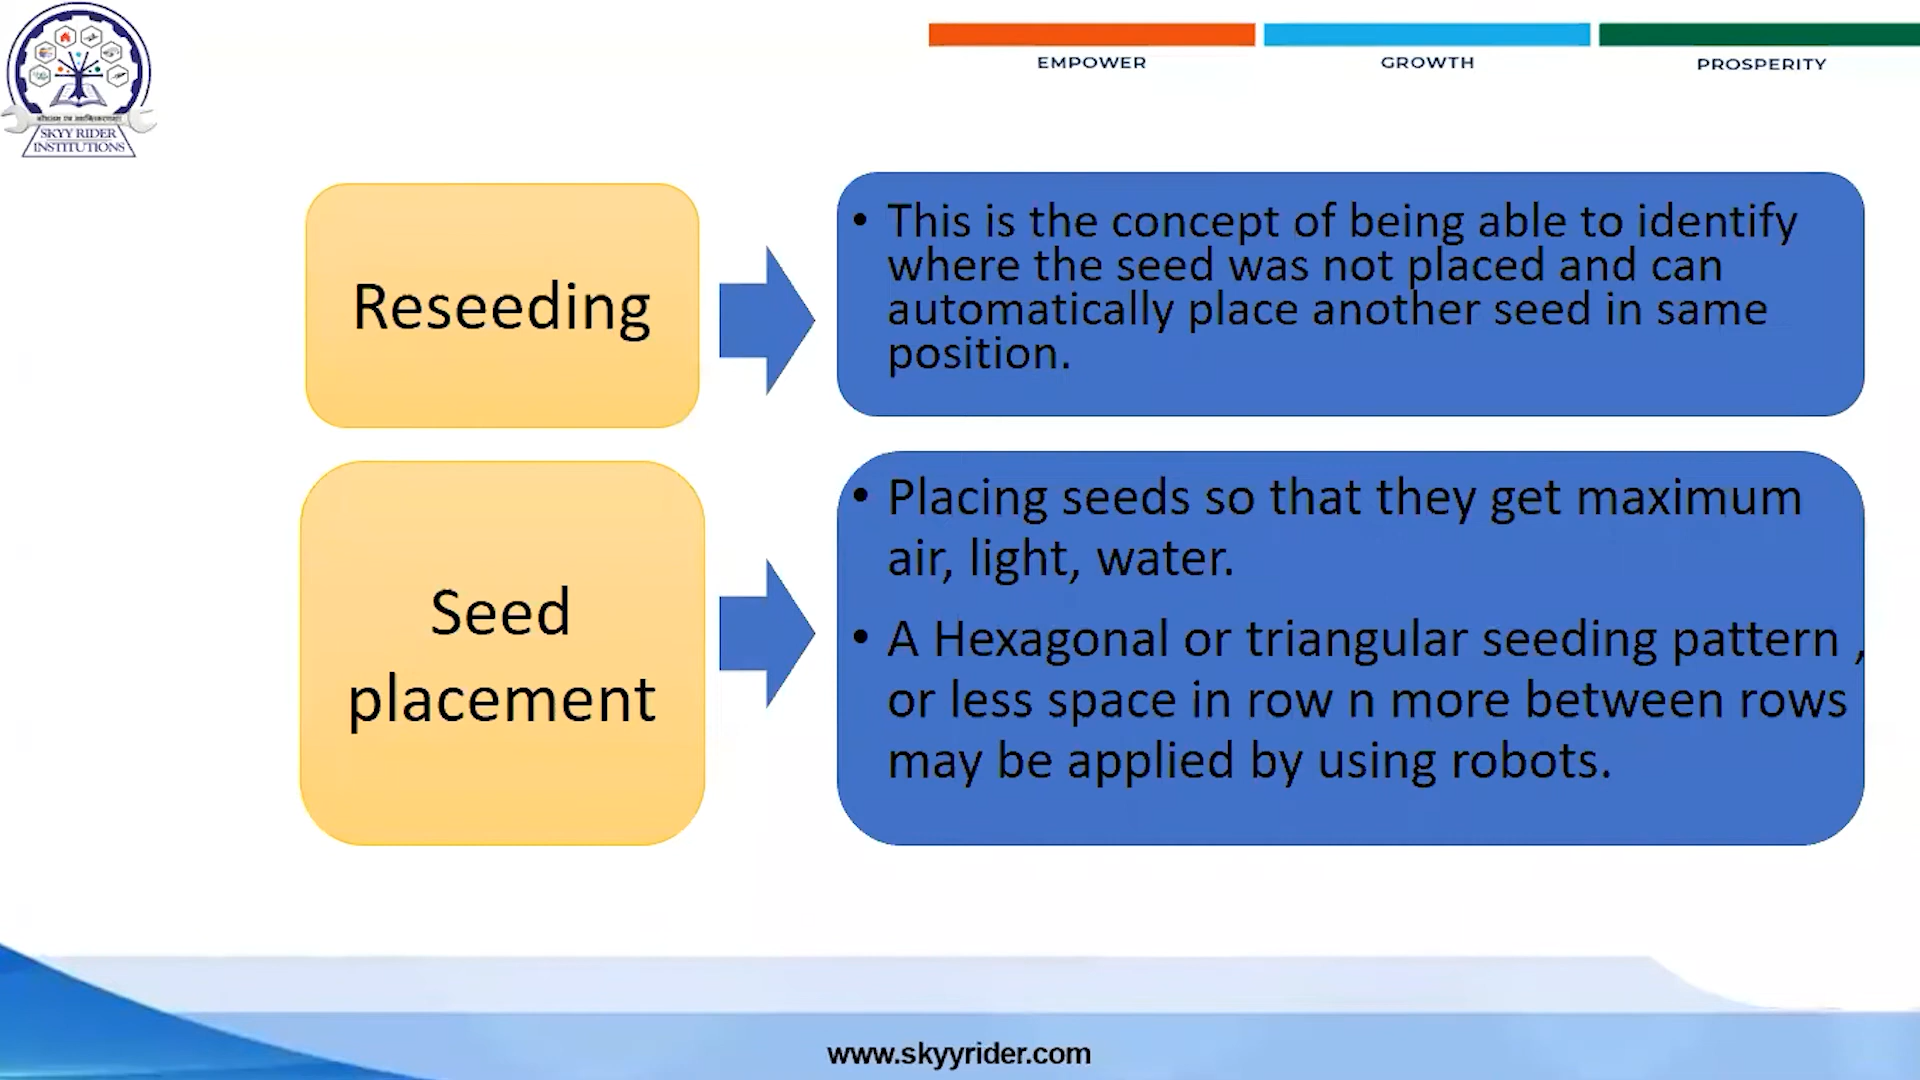 EMPOWER
GROWTH
PROSPERITY
SKYY RIDER
INSTITUTIONS
Reseeding
• This is the concept of being able to identify
where the seed was not placed and can
automatically place another seed in same
position.
Seed
placement
• Placing seeds so that they get maximum
air, light, water.
• A Hexagonal or triangular seeding pattern ,
or less space in row n more between rows
may be applied by using robots.
www.skyyrider.com